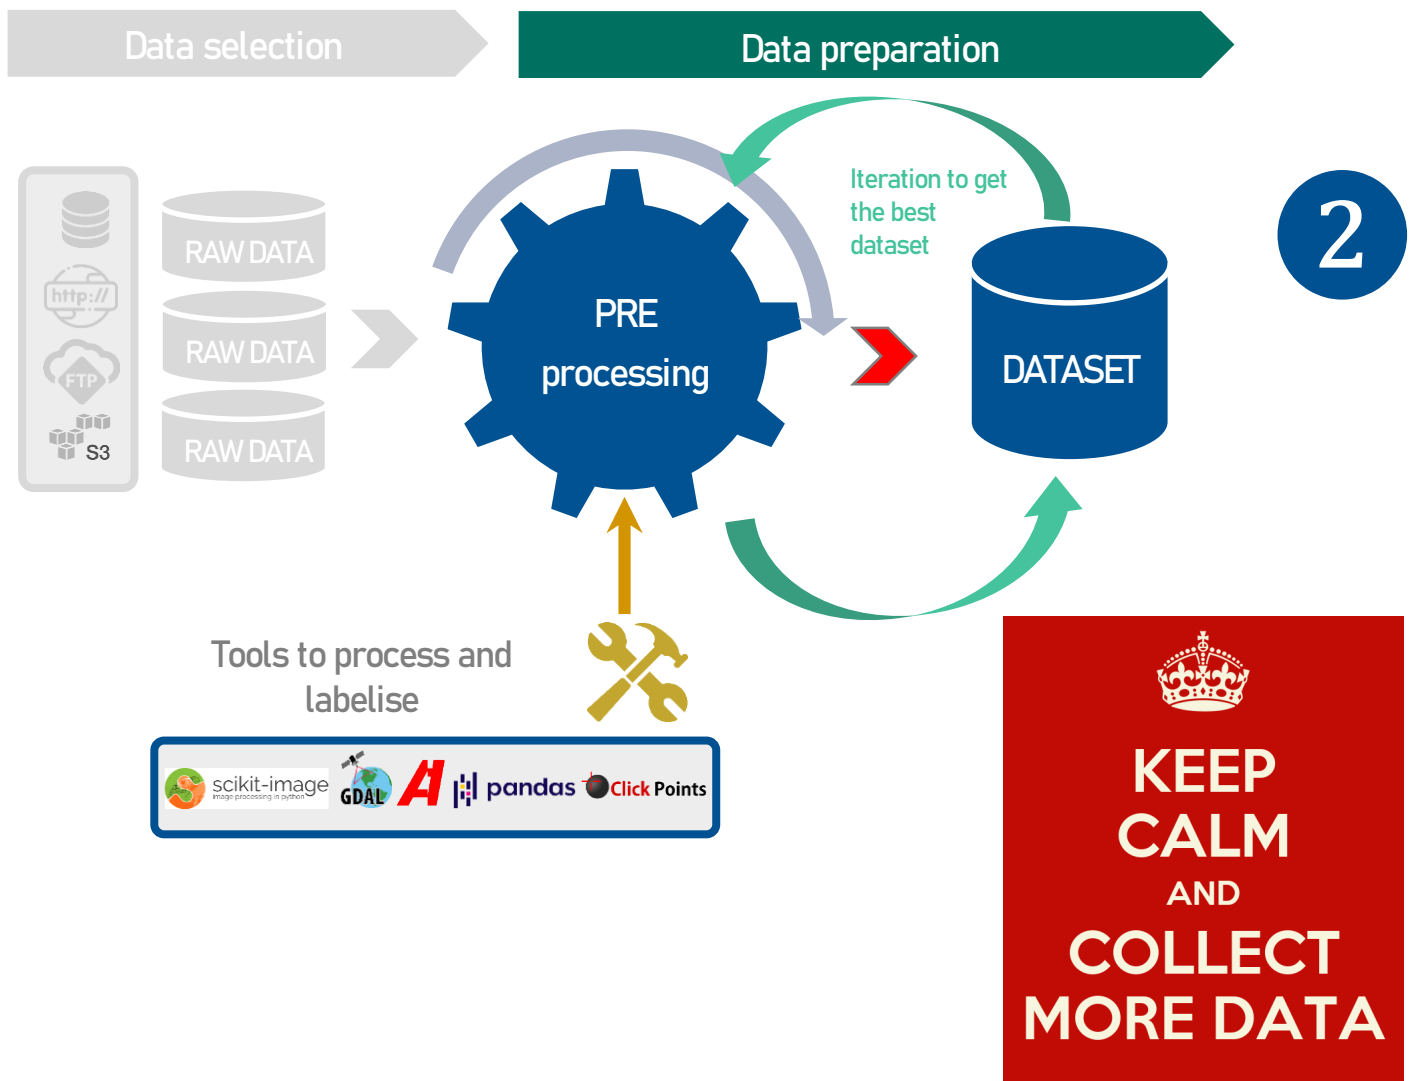 Data selection
Data preparation
Iteration to get
the best
dataset
2
http://
FTP
S3
RAW DATA
RAW DATA
RAW DATA
PRE
processing
DATASET
Tools to process and
labelise
scikit-image
image processing in python
GDAL
AI
pandas
Click Points
KEEP
CALM
AND
COLLECT
MORE DATA